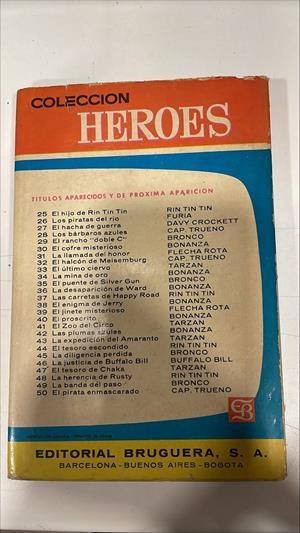 COLECCION
HEROES
TITULOS APARECIDOS Y DE PROXIMA APARICION
25 El hijo de Rin Tin Tin RIN TIN TIN
26 Los piratas del río FURIA
27 El hacha de guerra DAVY CROCKETT
28 Los bárbaros azules CAP. TRUENO
29 El rancho "doble C" BRONCO
30 El cofre misterioso BONANZA
31 La llamada del honor FLECHA ROTA
32 El halcón de Meisemburg CAP. TRUENO
33 El último ciervo TARZAN
34 La mina de oro BONANZA
35 El puente de Silver Gun BRONCO
36 La desaparición de Ward BONANZA
37 Las carretas de Happy Road RIN TIN TIN
38 El enigma de Jerry BONANZA
39 El jinete misterioso FLECHA ROTA
40 El proscrito BONANZA
41 El Zoo del Circo TARZAN
42 Las plumas azules BONANZA
43 La expedición del Amaranto TARZAN
44 El tesoro escondido RIN TIN TIN
45 La diligencia perdida BRONCO
46 La justicia de Buffalo Bill BUFFALO BILL
47 El tesoro de Chaka TARZAN
48 La herencia de Rusty RIN TIN TIN
49 La banda del paso BRONCO
50 El pirata enmascarado CAP. TRUENO
EB
EDITORIAL BRUGUERA, S. A.
BARCELONA - BUENOS AIRES - BOGOTA